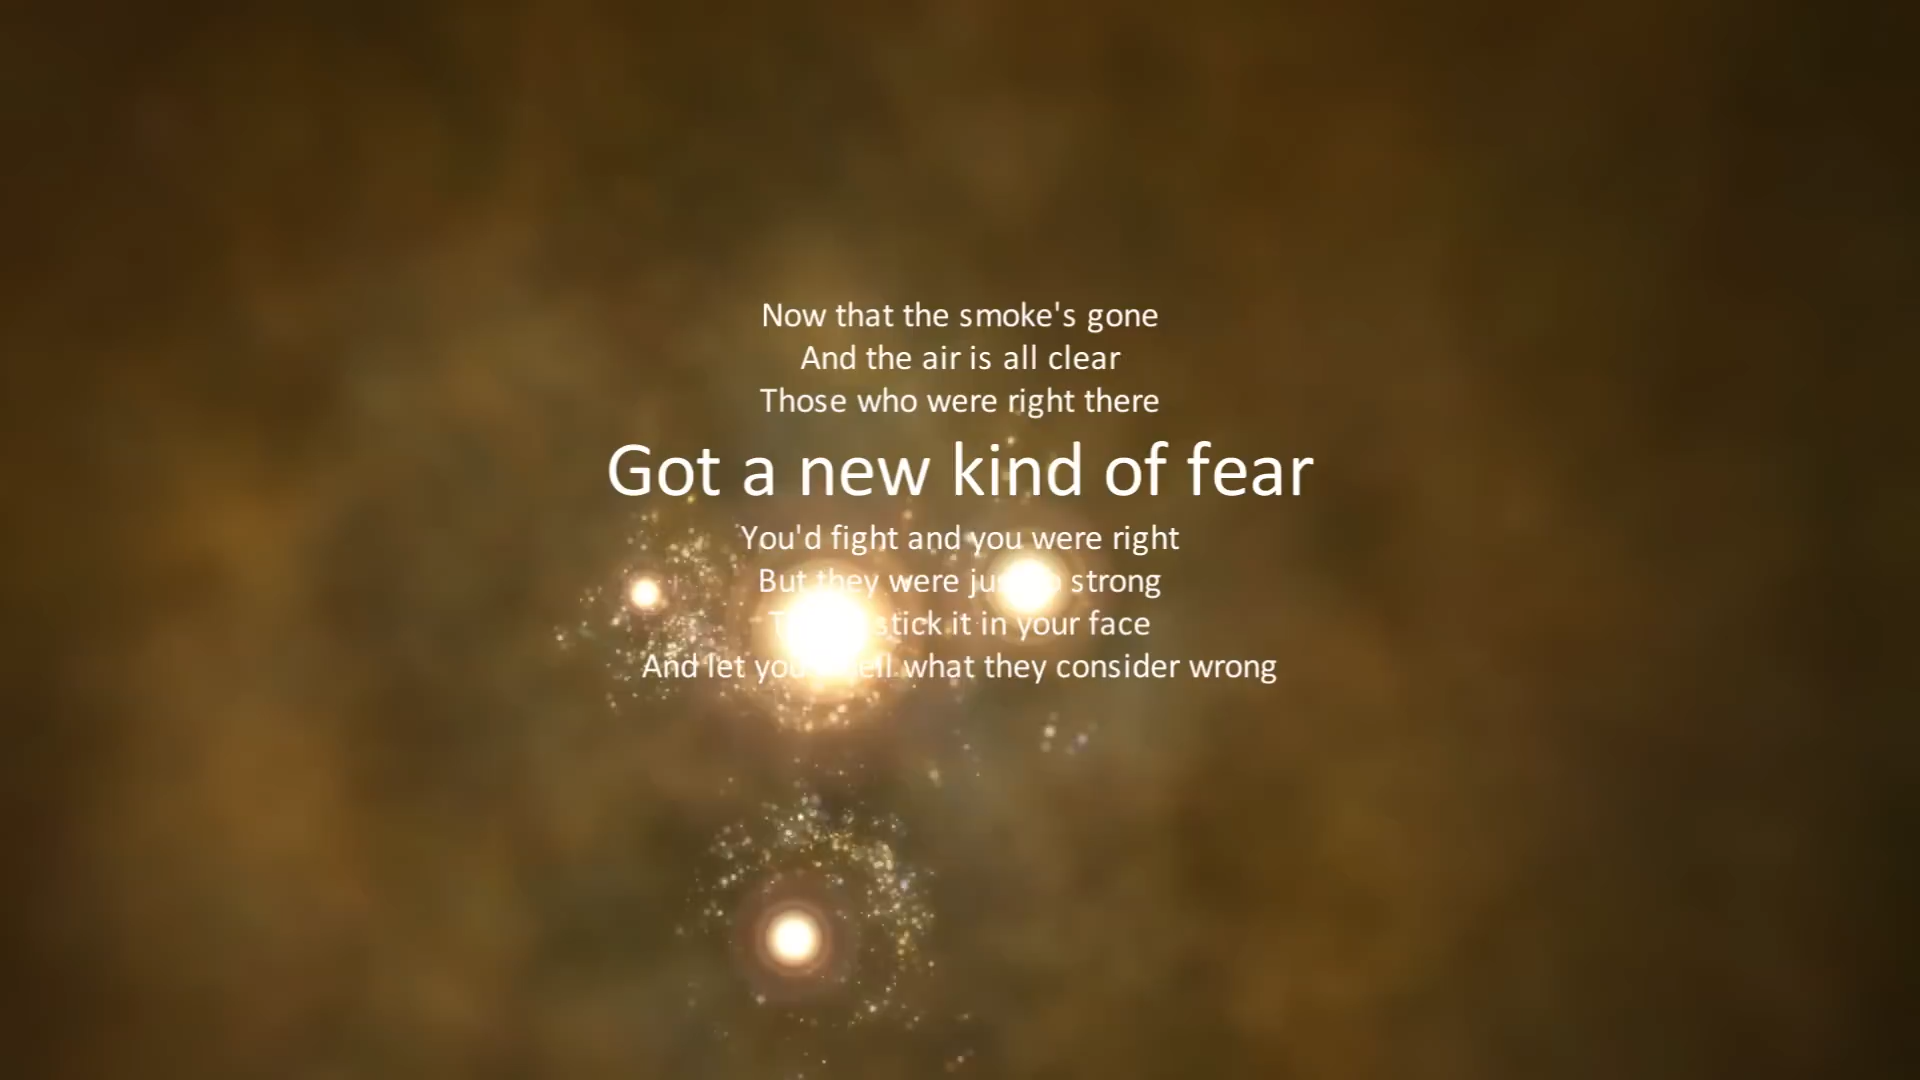 Now that the smoke's gone
And the air is all clear
Those who were right there
Got a new kind of fear
You'd fight and you were right
But they were strong
stick it in your face
And let you what they consider wrong